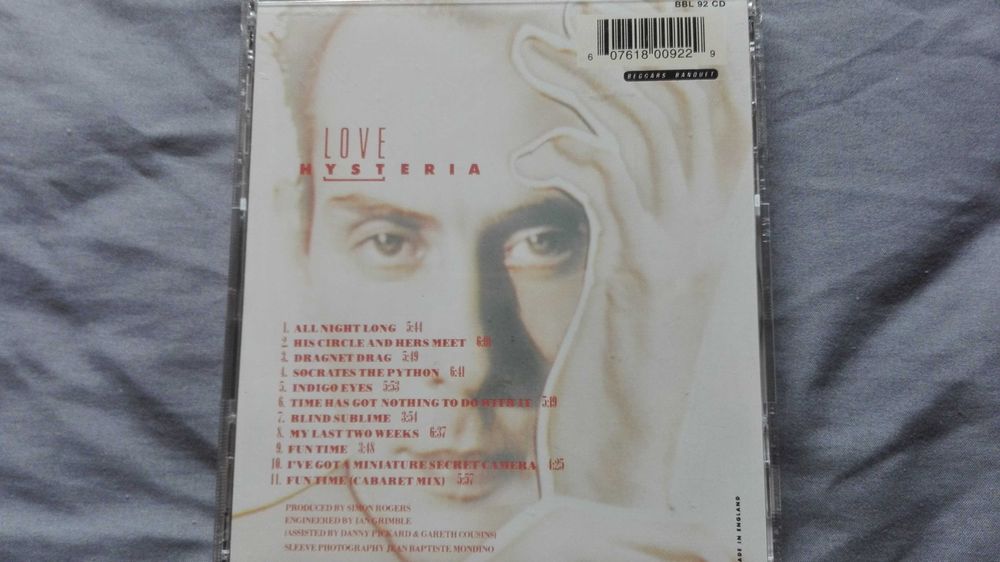 BBL 92 CD
6 07618 00922 9
BEGGARS BANQUET
LOVE
HYSTERIA
1. ALL NIGHT LONG 5:44
2. HIS CIRCLE AND HERS MEET
3. DRAGNET DRAG 5:49
4. SOCRATES THE PYTHON 6:41
5. INDIGO EYES 5:53
6. TIME HAS GOT NOTHING TO DO WITH IT 5:19
7. BLIND SUBLIME 3:54
8. MY LAST TWO WEEKS 6:37
9. FUN TIME 3:48
10. I'VE GOT A MINIATURE SECRET CAMERA 4:25
11. FUN TIME (CABARET MIX) 5:57
PRODUCED BY SIMON ROGERS
ENGINEERED BY IAN GRIMBLE
(ASSISTED BY DANNY PICKARD & GARETH COUSINS)
SLEEVE PHOTOGRAPHY JEAN BAPTISTE MONDINO
MADE IN ENGLAND